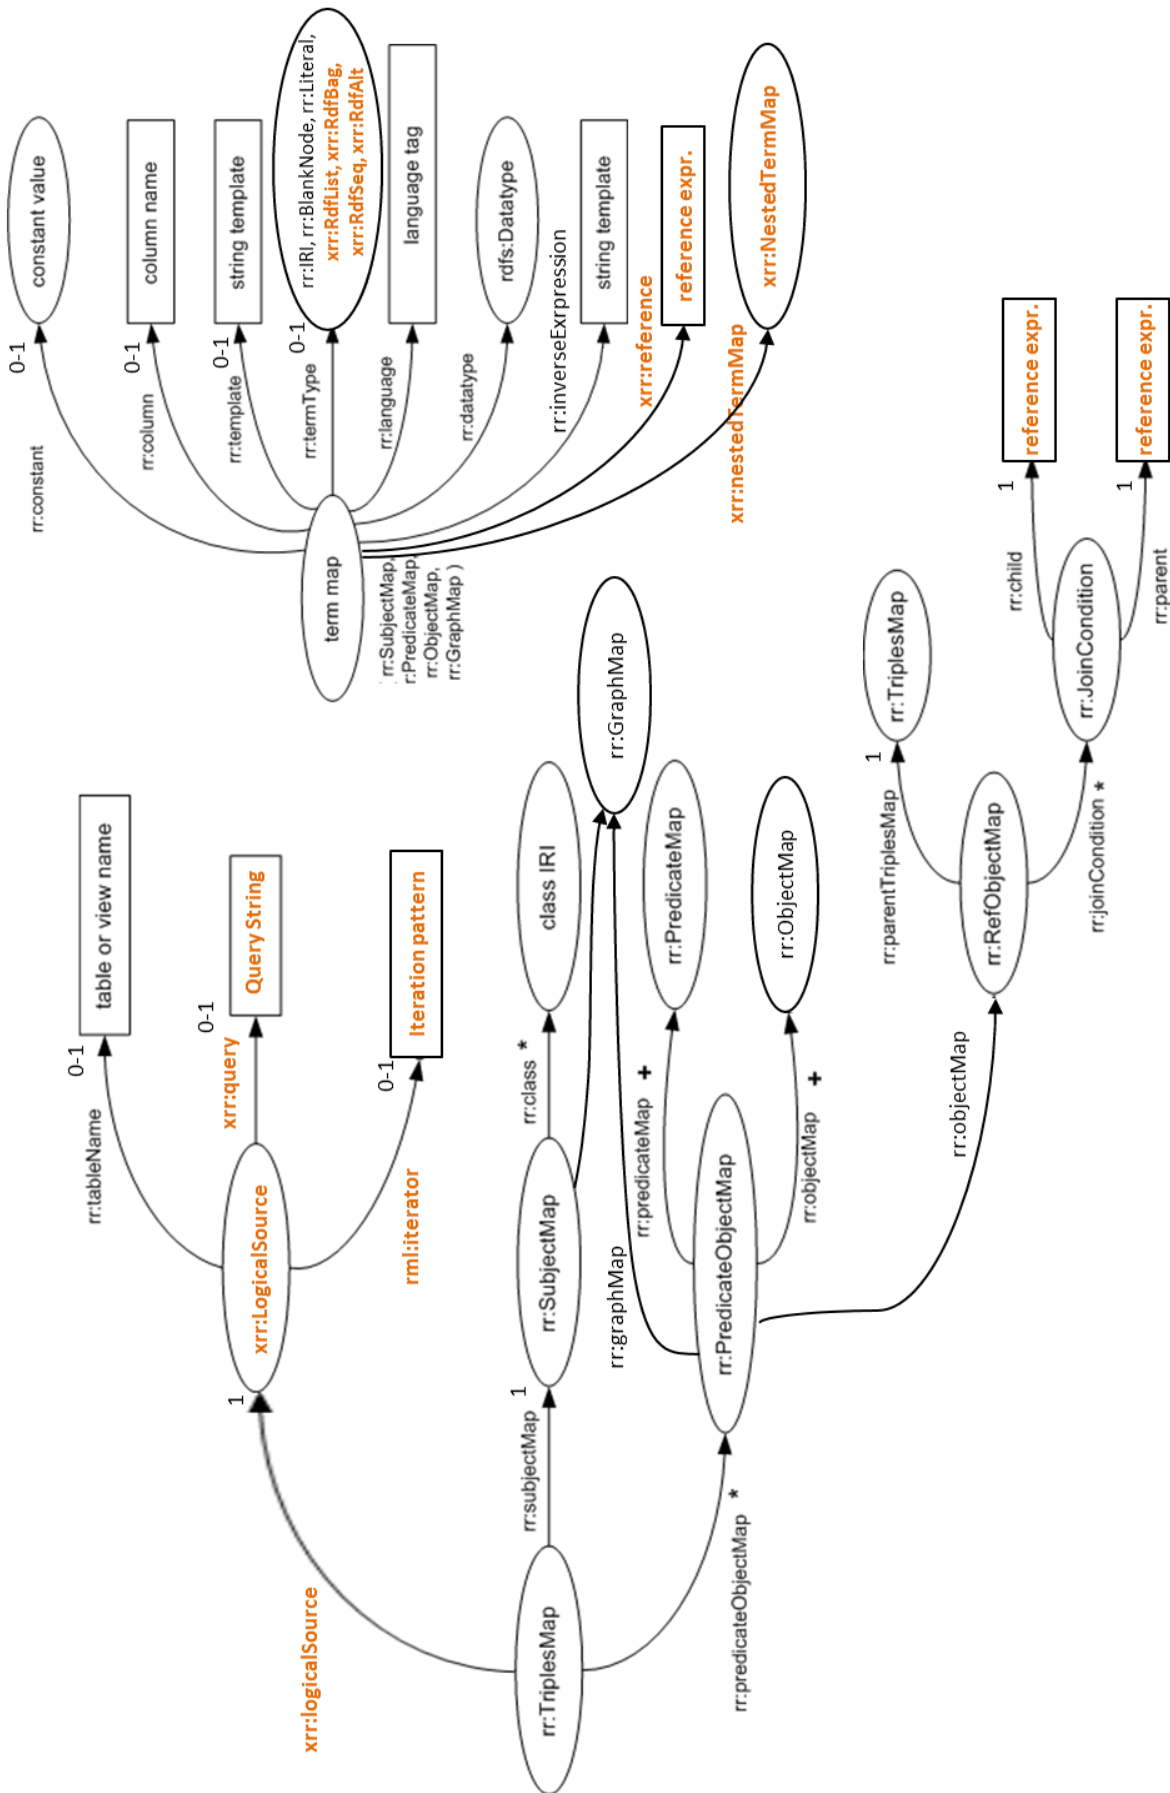 xrr:logicalSource
rr:TriplesMap
rr:subjectMap
rr:predicateObjectMap
*
1
xrr:LogicalSource
rr:tableName
0-1
table or view name
xrr:query
0-1
Query String
rml:iterator
0-1
Iteration pattern
1
rr:SubjectMap
rr:class
*
class IRI
rr:graphMap
rr:GraphMap
rr:PredicateObjectMap
rr:predicateMap
+
rr:PredicateMap
rr:objectMap
+
rr:ObjectMap
rr:objectMap
rr:RefObjectMap
rr:parentTriplesMap
1
rr:TriplesMap
rr:joinCondition
*
rr:JoinCondition
rr:child
1
reference expr.
rr:parent
1
reference expr.
term map
( rr:SubjectMap,
r:PredicateMap,
rr:ObjectMap,
rr:GraphMap )
rr:constant
0-1
constant value
rr:column
0-1
column name
rr:template
0-1
string template
rr:termType
0-1
rr:IRI, rr:BlankNode, rr:Literal,
xrr:RdfList, xrr:RdfBag,
xrr:RdfSeq, xrr:RdfAlt
rr:language
language tag
rr:datatype
rdfs:Datatype
rr:inverseExrpression
string template
xrr:reference
reference expr.
xrr:nestedTermMap
xrr:NestedTermMap